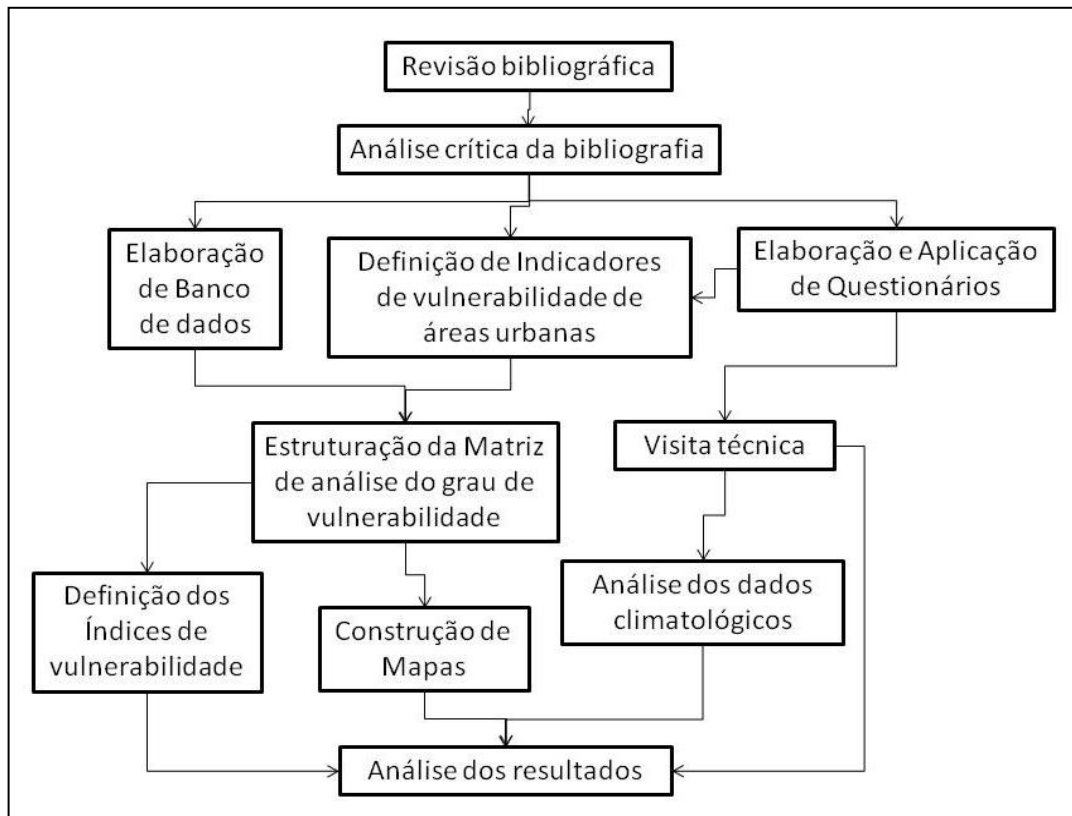 Revisão bibliográfica
Análise crítica da bibliografia
Elaboração
de Banco
de dados
Definição de Indicadores
de vulnerabilidade de
áreas urbanas
Elaboração e Aplicação
de Questionários
Estruturação da Matriz
de análise do grau de
vulnerabilidade
Visita técnica
Definição dos
Índices de
vulnerabilidade
Construção de
Mapas
Análise dos dados
climatológicos
Análise dos resultados